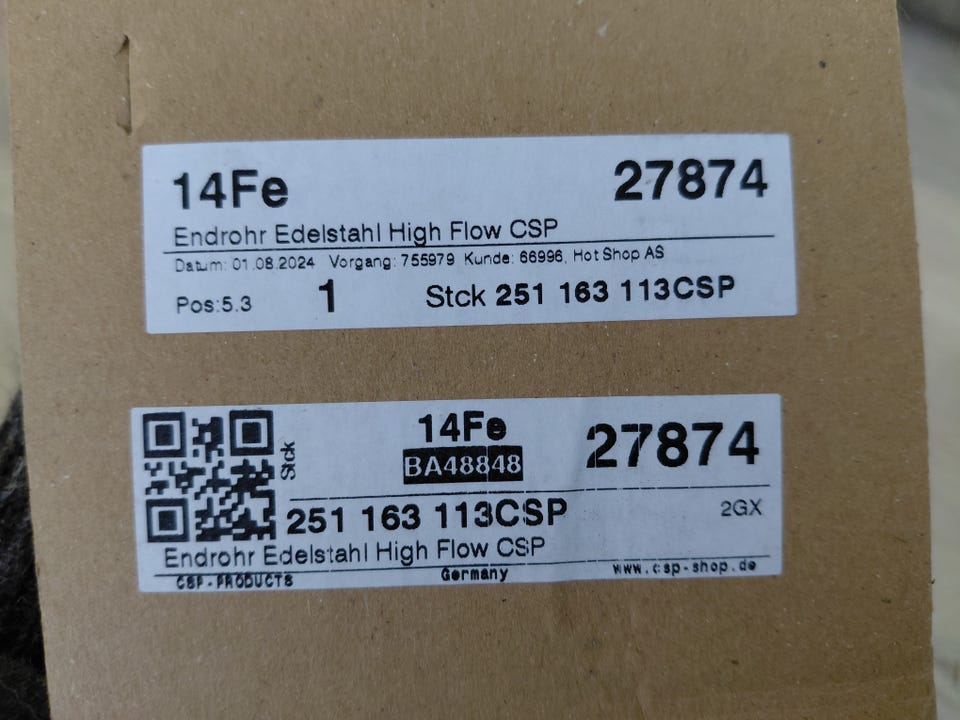 14Fe 27874
Endrohr Edelstahl High Flow CSP
Datum: 01.08.2024 Vorgang: 755979 Kunde: 66996, Hot Shop AS
Pos:5.3 1 Stck 251 163 113CSP
Stck 14Fe 27874
BA48848
251 163 113CSP 2GX
Endrohr Edelstahl High Flow CSP
CSP-PRODUCTS Germany www.csp-shop.de